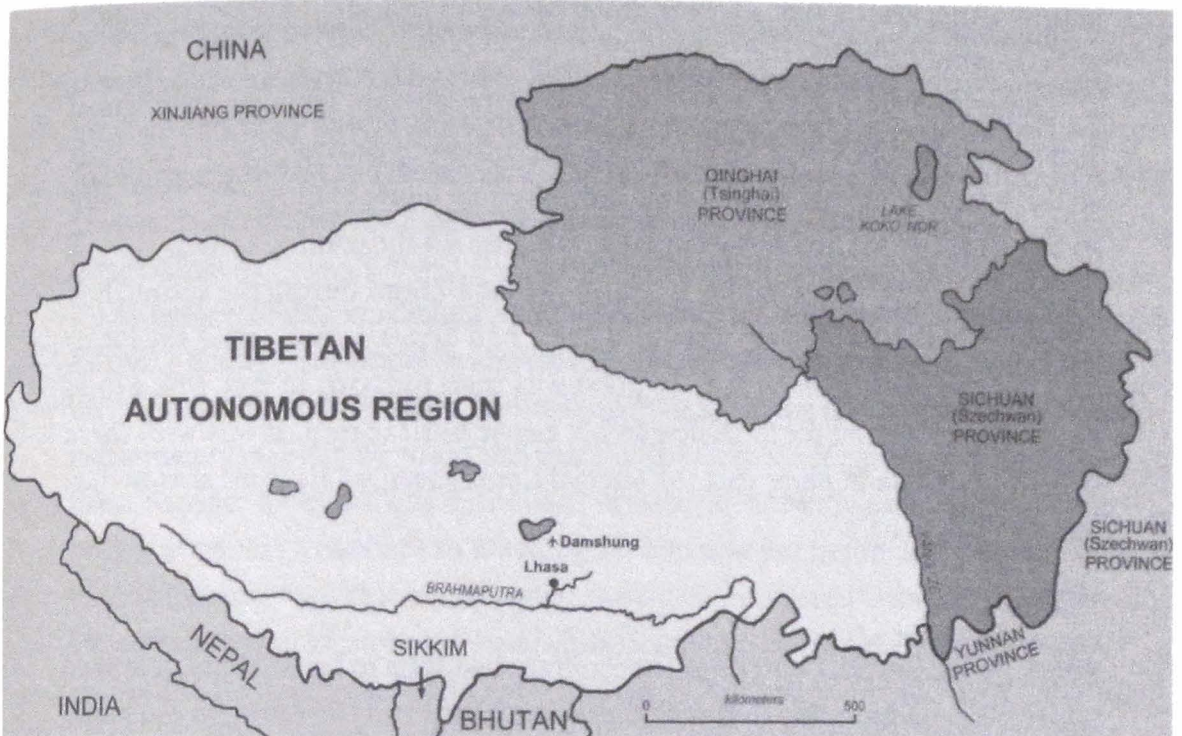 CHINA
XINJIANG PROVINCE
QINGHAI
(Tsinghai)
PROVINCE
LAKE
KOKO NOR
TIBETAN
AUTONOMOUS REGION
SICHUAN
(Szechwan)
PROVINCE
SICHUAN
(Szechwan)
PROVINCE
Damshung
Lhasa
BRAHMAPUTRA
NEPAL
SIKKIM
YUNNAN
PROVINCE
INDIA
BHUTAN
kilometers
0 500